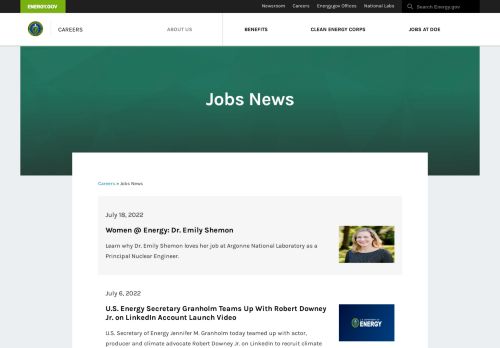 ENERGY.GOV
Newsroom Careers Energy.gov Offices National Labs Search Energy.gov
CAREERS ABOUT US BENEFITS CLEAN ENERGY CORPS JOBS AT DOE
Jobs News
Careers » Jobs News
July 18, 2022
Women @ Energy: Dr. Emily Shemon
Learn why Dr. Emily Shemon loves her job at Argonne National Laboratory as a
Principal Nuclear Engineer.
July 6, 2022
U.S. Energy Secretary Granholm Teams Up With Robert Downey
Jr. on LinkedIn Account Launch Video
ENERGY
U.S. Secretary of Energy Jennifer M. Granholm today teamed up with actor,
producer and climate advocate Robert Downey Jr. on LinkedIn to recruit climate